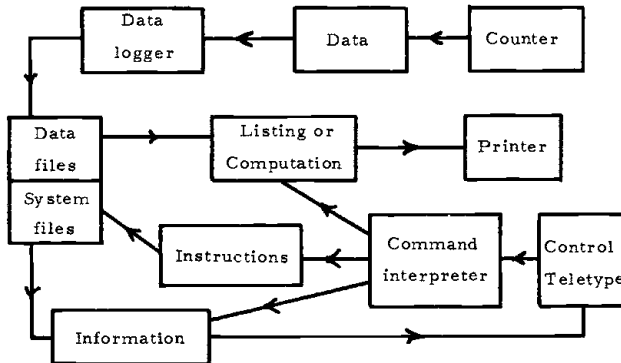 Data
logger
Data
Counter
Data
files
Listing or
Computation
Printer
System
files
Instructions
Command
interpreter
Control
Teletype
Information